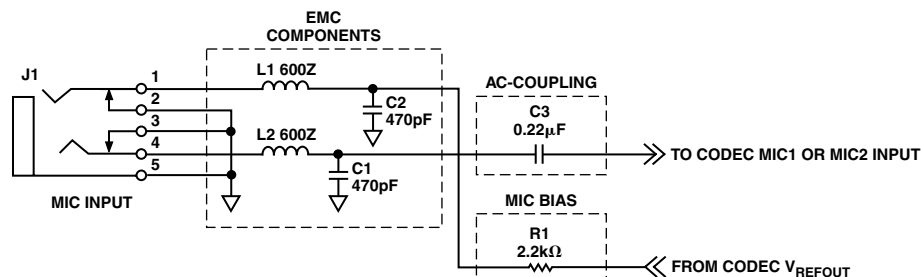 EMC
COMPONENTS
J1
1
L1 600Z
2
C2
470pF
AC-COUPLING
C3
0.22μF
3
L2 600Z
4
TO CODEC MIC1 OR MIC2 INPUT
5
C1
470pF
MIC INPUT
MIC BIAS
R1
2.2kΩ
FROM CODEC VREFOUT